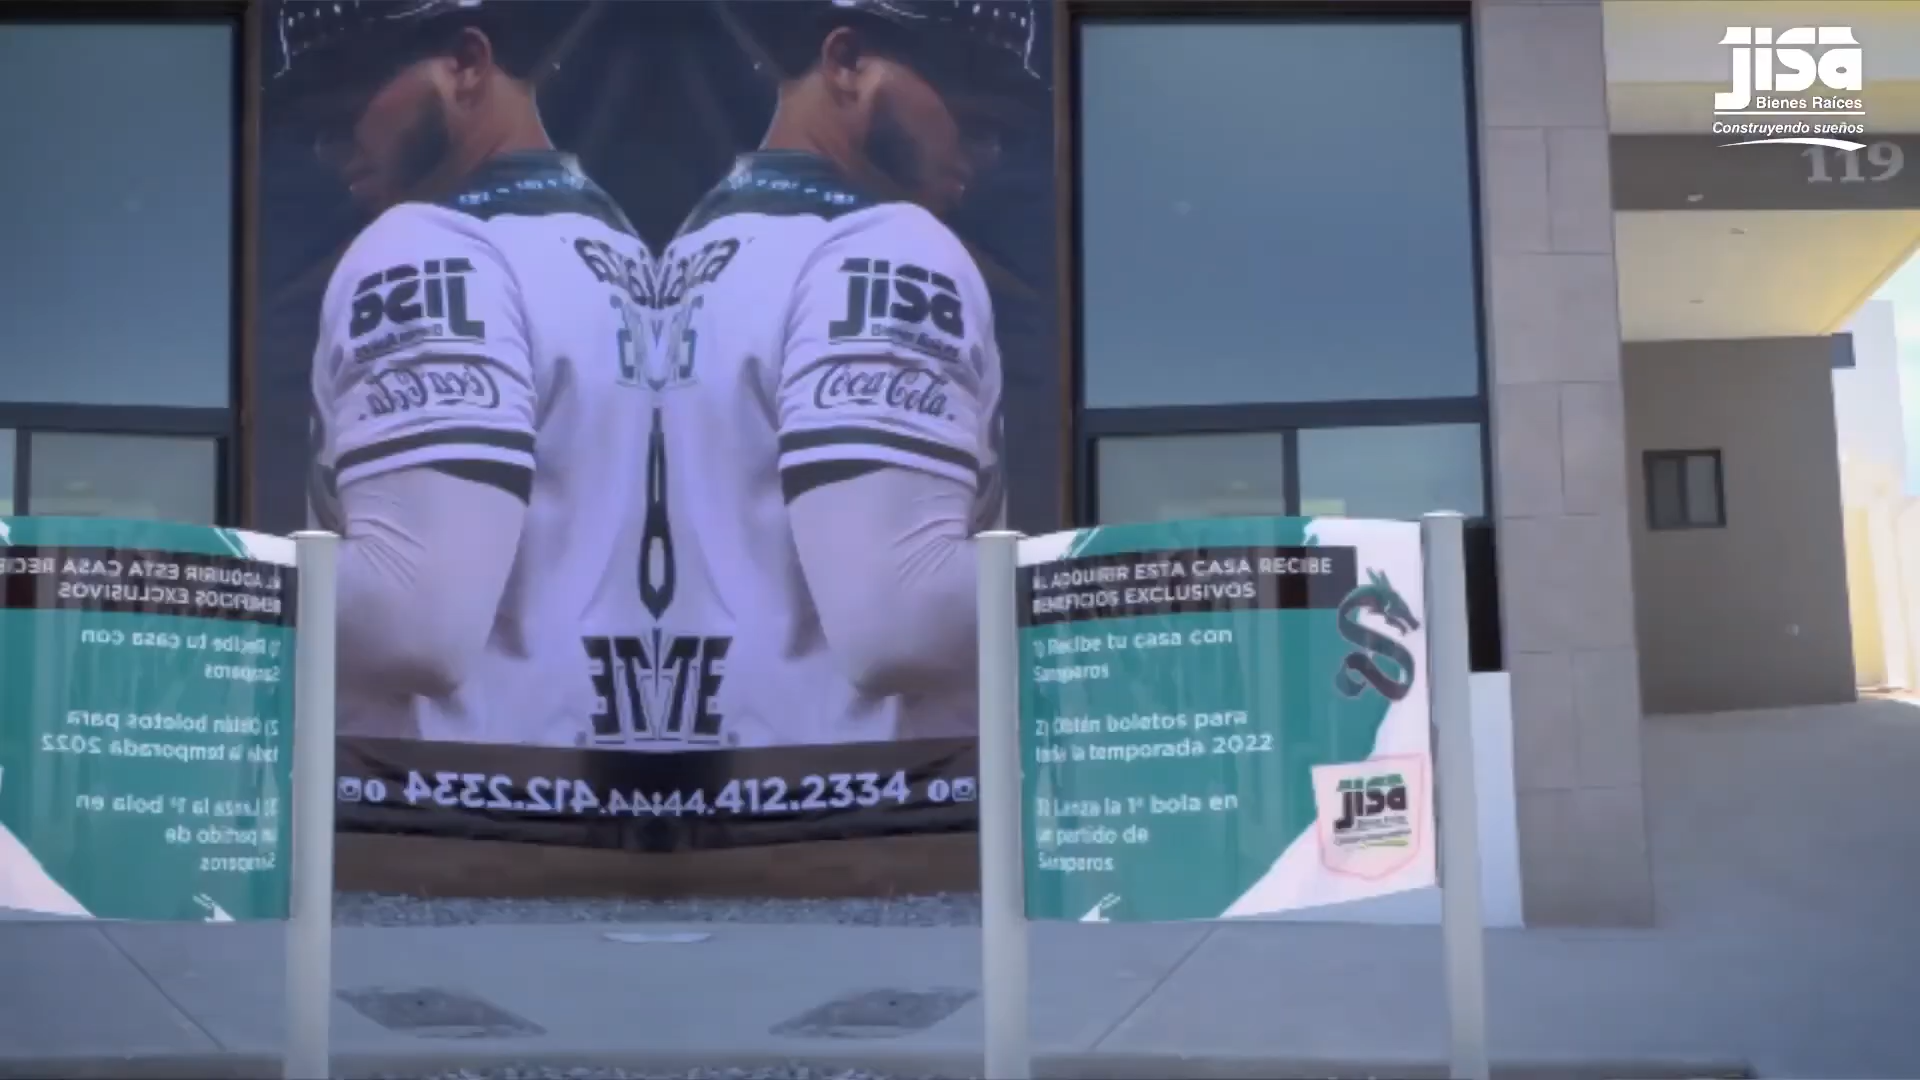 jisa
Bienes Raíces
Construyendo sueños
119
jisa
Coca-Cola
412.2334
AL ADQUIRIR ESTA CASA RECIBE
BENEFICIOS EXCLUSIVOS
1) Recibe tu casa con
Saraperos
2) Obtén boletos para
toda la temporada 2022
3) Lanza la 1ª bola en
un partido de
Saraperos
jisa